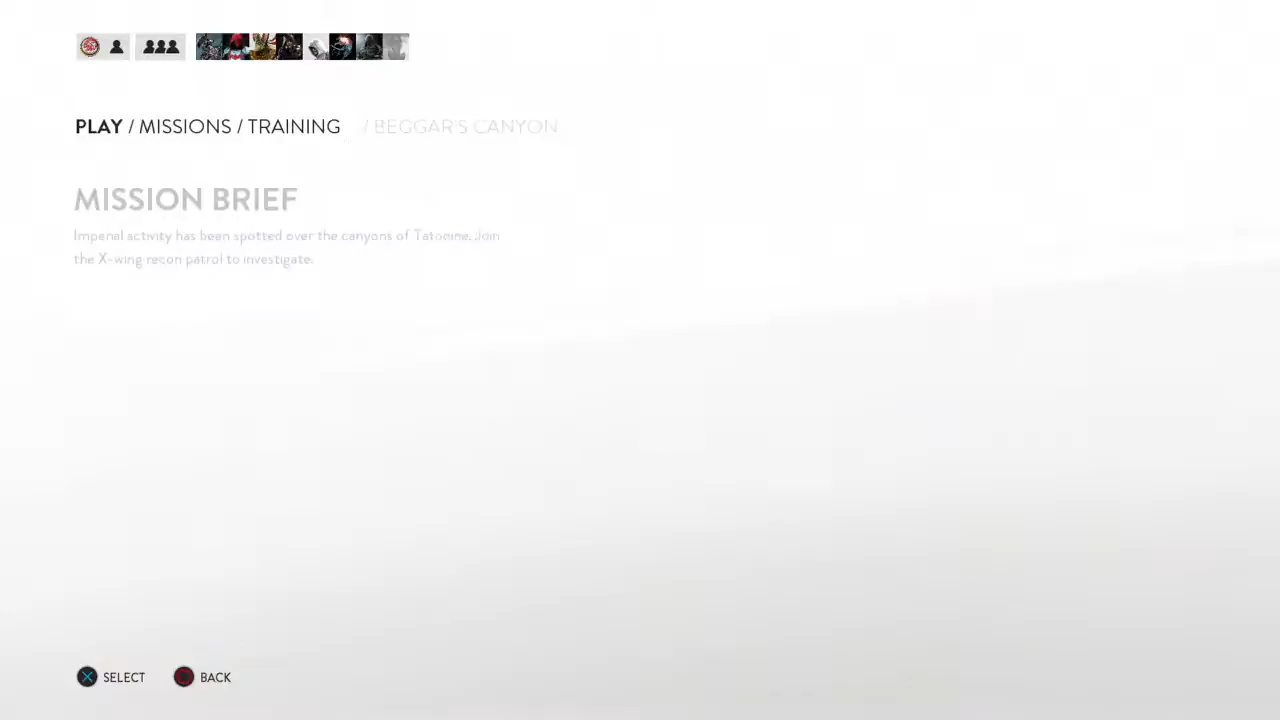 PLAY / MISSIONS / TRAINING / BEGGAR'S CANYON
MISSION BRIEF
Imperial activity has been spotted over the canyons of Tatooine. Join
the X-wing recon patrol to investigate.
SELECT BACK